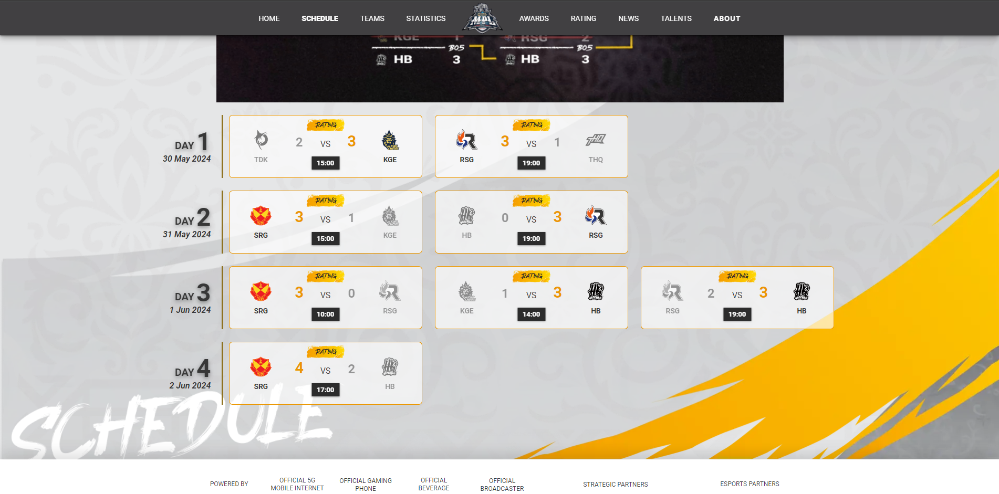 HOME SCHEDULE TEAMS STATISTICS MPL AWARDS RATING NEWS TALENTS ABOUT
KGE 1 RSG 2
BO5 BO5
HB 3 HB 3
DAY 1
30 May 2024
RATING
2 VS 3
TDK KGE
15:00
RATING
3 VS 1
THQ
RSG THQ
19:00
DAY 2
31 May 2024
RATING
3 VS 1
SRG KGE
15:00
RATING
0 VS 3
HB RSG
19:00
DAY 3
1 Jun 2024
RATING
3 VS 0
SRG RSG
10:00
RATING
1 VS 3
KGE HB
14:00
RATING
2 VS 3
RSG HB
19:00
DAY 4
2 Jun 2024
RATING
4 VS 2
SRG HB
17:00
SCHEDULE
POWERED BY
OFFICIAL 5G
MOBILE INTERNET
OFFICIAL GAMING
PHONE
OFFICIAL
BEVERAGE
OFFICIAL
BROADCASTER
STRATEGIC PARTNERS
ESPORTS PARTNERS